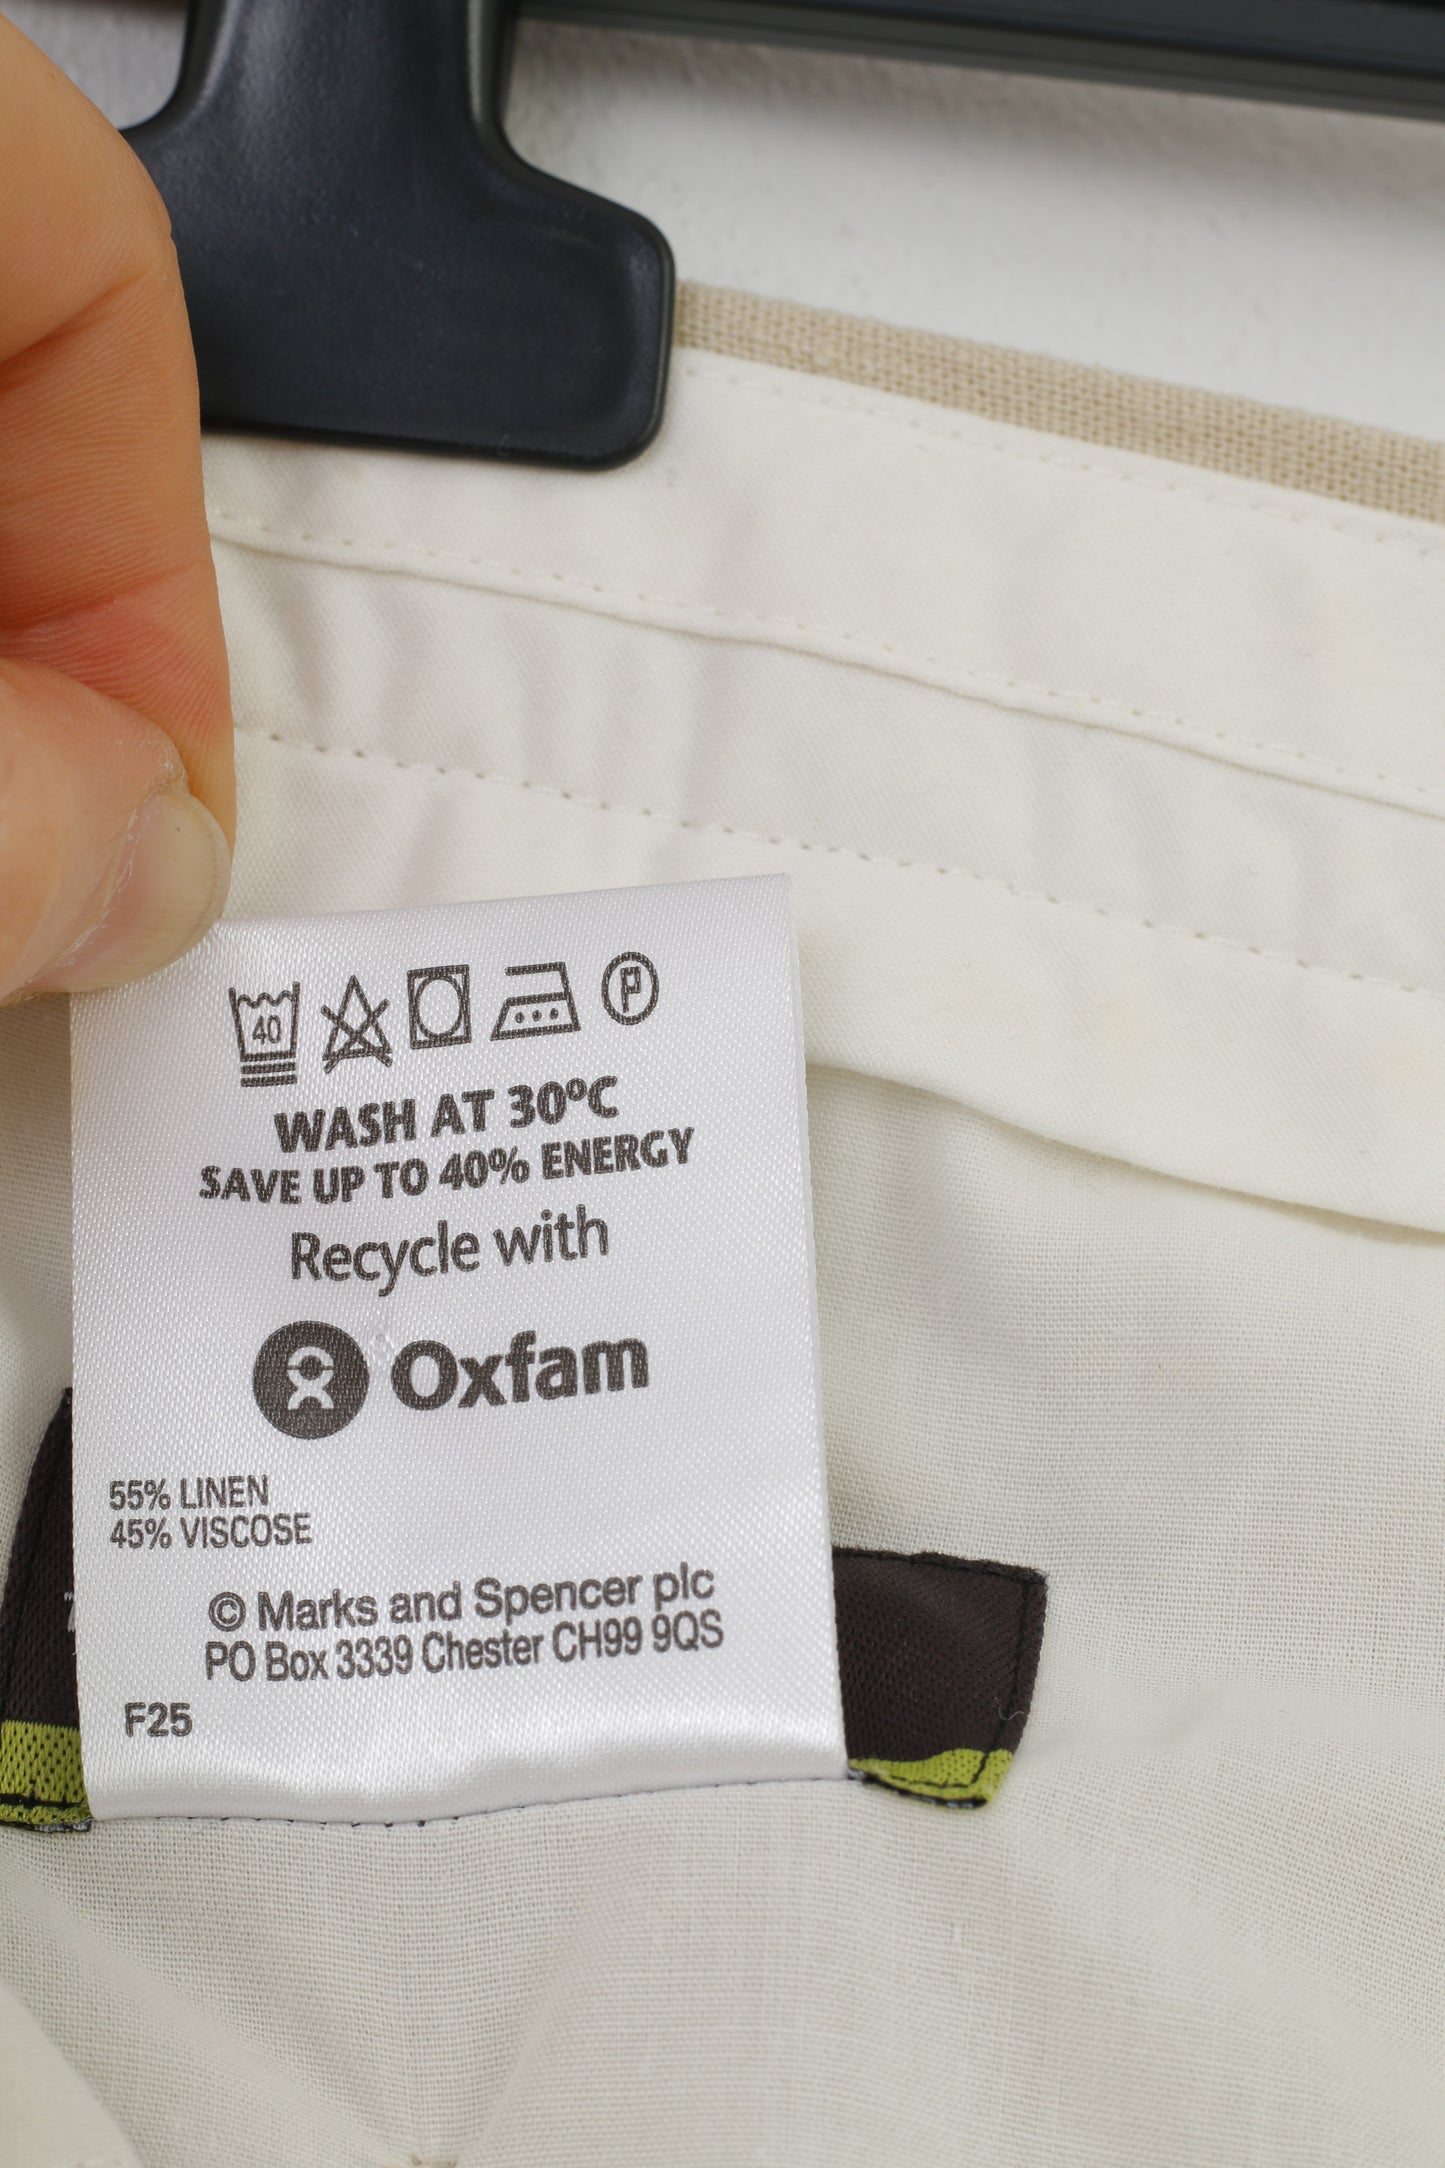 40
P
WASH AT 30ºC
SAVE UP TO 40% ENERGY
Recycle with
Oxfam
55% LINEN
45% VISCOSE
© Marks and Spencer plc
PO Box 3339 Chester CH99 9QS
F25